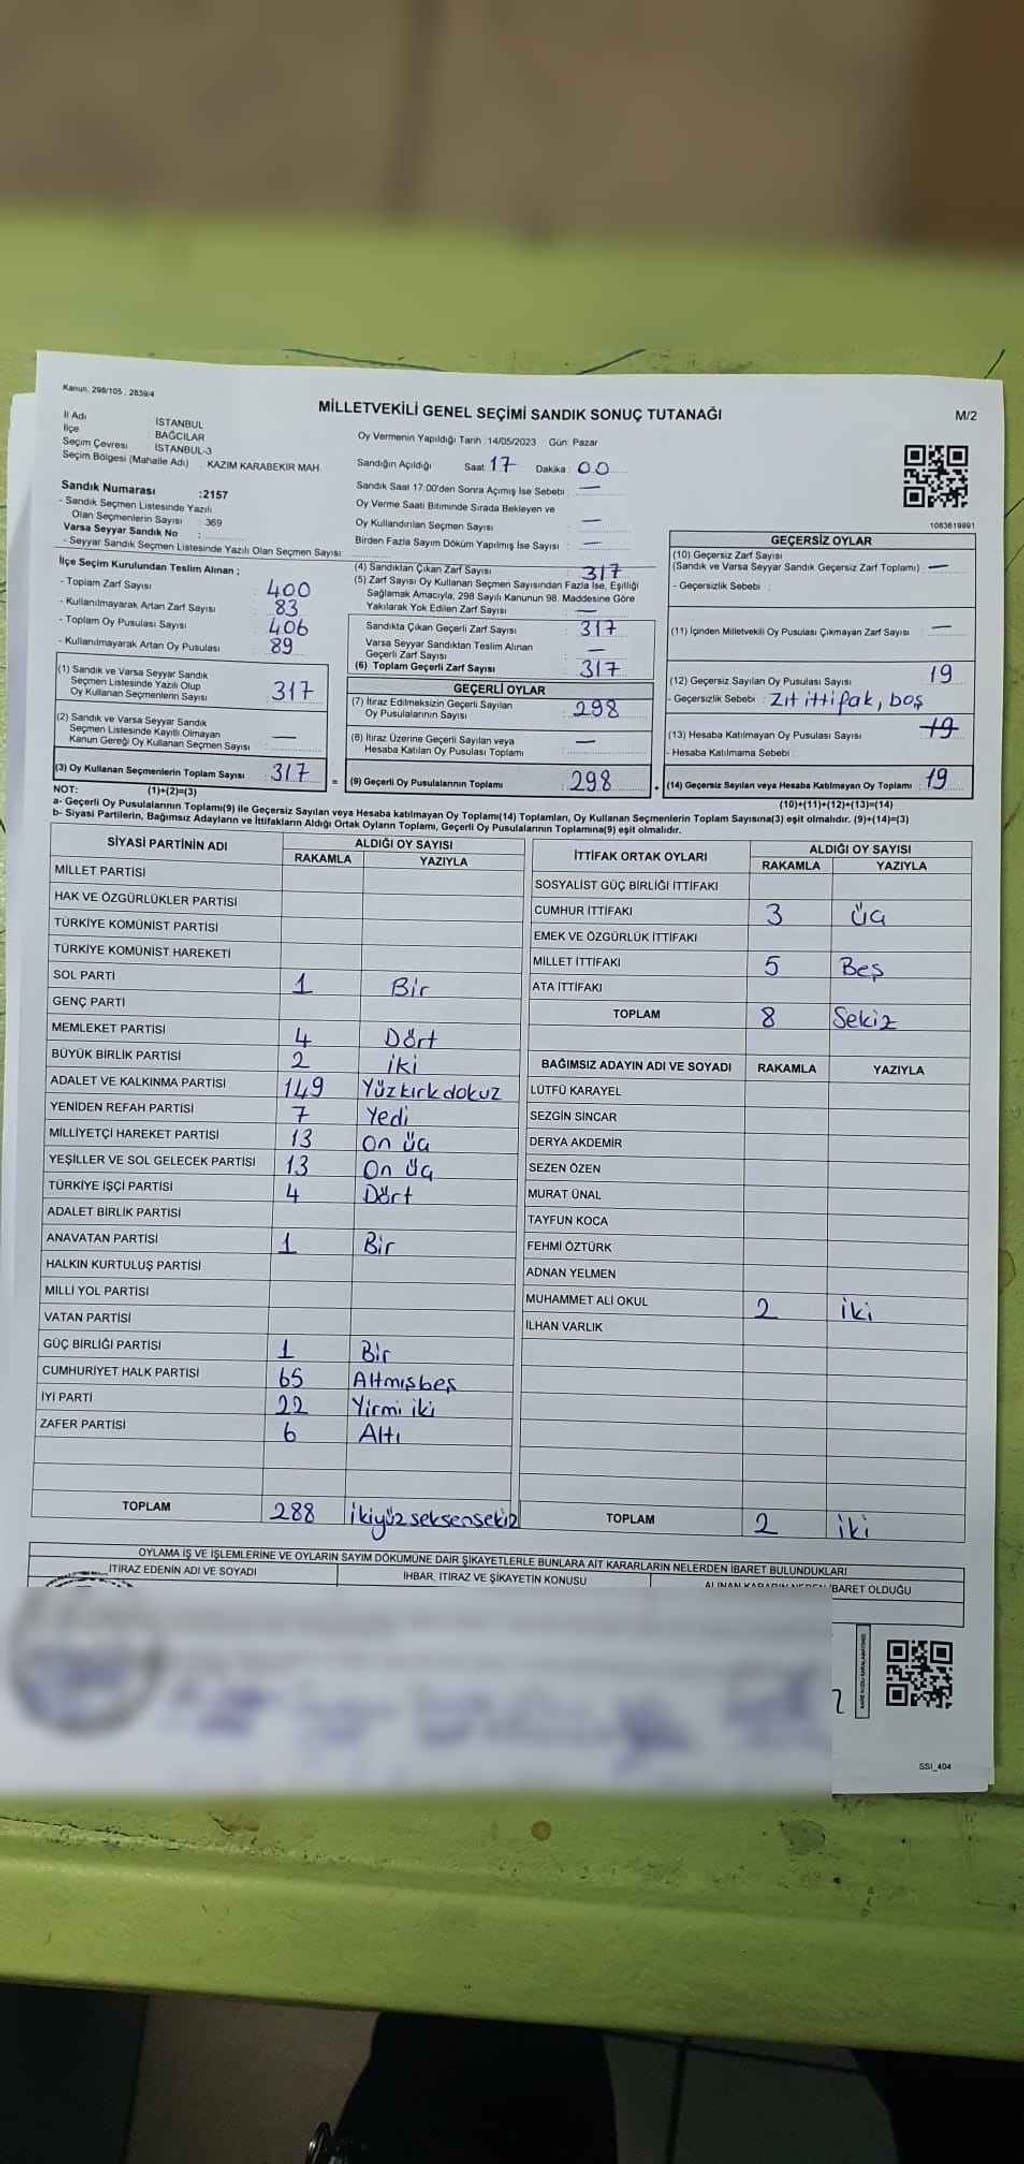 Kanun: 298/105 ; 2839/4
MİLLETVEKİLİ GENEL SEÇİMİ SANDIK SONUÇ TUTANAĞI
M/2
İl Adı : İSTANBUL
İlçe : BAĞCILAR
Seçim Çevresi : İSTANBUL-3
Seçim Bölgesi (Mahalle Adı) : KAZIM KARABEKİR MAH.
Sandık Numarası :2157
- Sandık Seçmen Listesinde Yazılı
Olan Seçmenlerin Sayısı : 369
Varsa Seyyar Sandık No :
- Seyyar Sandık Seçmen Listesinde Yazılı Olan Seçmen Sayısı:
Oy Vermenin Yapıldığı Tarih :14/05/2023 Gün: Pazar
Sandığın Açıldığı Saat: 17 Dakika: 00
Sandık Saat 17:00'den Sonra Açılmış İse Sebebi : —
Oy Verme Saati Bitiminde Sırada Bekleyen ve
Oy Kullandırılan Seçmen Sayısı : —
Birden Fazla Sayım Döküm Yapılmış İse Sayısı : —
1083619991
İlçe Seçim Kurulundan Teslim Alınan ;
- Toplam Zarf Sayısı : 400
- Kullanılmayarak Artan Zarf Sayısı : 83
- Toplam Oy Pusulası Sayısı : 406
- Kullanılmayarak Artan Oy Pusulası : 89
(1) Sandık ve Varsa Seyyar Sandık
Seçmen Listesinde Yazılı Olup
Oy Kullanan Seçmenlerin Sayısı : 317
(2) Sandık ve Varsa Seyyar Sandık
Seçmen Listesinde Kayıtlı Olmayan
Kanun Gereği Oy Kullanan Seçmen Sayısı : —
(3) Oy Kullanan Seçmenlerin Toplam Sayısı : 317
(4) Sandıktan Çıkan Zarf Sayısı : 317
(5) Zarf Sayısı Oy Kullanan Seçmen Sayısından Fazla İse, Eşitliği
Sağlamak Amacıyla, 298 Sayılı Kanunun 98. Maddesine Göre
Yakılarak Yok Edilen Zarf Sayısı : —
Sandıkta Çıkan Geçerli Zarf Sayısı : 317
Varsa Seyyar Sandıktan Teslim Alınan
Geçerli Zarf Sayısı : —
(6) Toplam Geçerli Zarf Sayısı : 317
GEÇERLİ OYLAR
(7) İtiraz Edilmeksizin Geçerli Sayılan
Oy Pusulalarının Sayısı : 298
(8) İtiraz Üzerine Geçerli Sayılan veya
Hesaba Katılan Oy Pusulası Toplamı : —
= (9) Geçerli Oy Pusulalarının Toplamı : 298
GEÇERSİZ OYLAR
(10) Geçersiz Zarf Sayısı
(Sandık ve Varsa Seyyar Sandık Geçersiz Zarf Toplamı) : —
- Geçersizlik Sebebi :
(11) İçinden Milletvekili Oy Pusulası Çıkmayan Zarf Sayısı : —
(12) Geçersiz Sayılan Oy Pusulası Sayısı : 19
- Geçersizlik Sebebi : Zıt ittifak, boş
(13) Hesaba Katılmayan Oy Pusulası Sayısı : 19
- Hesaba Katılmama Sebebi :
+ (14) Geçersiz Sayılan veya Hesaba Katılmayan Oy Toplamı : 19
NOT: (1)+(2)=(3)
(10)+(11)+(12)+(13)=(14)
a- Geçerli Oy Pusulalarının Toplamı(9) ile Geçersiz Sayılan veya Hesaba katılmayan Oy Toplamı(14) Toplamları, Oy Kullanan Seçmenlerin Toplam Sayısına(3) eşit olmalıdır. (9)+(14)=(3)
b- Siyasi Partilerin, Bağımsız Adayların ve İttifakların Aldığı Ortak Oyların Toplamı, Geçerli Oy Pusulalarının Toplamına(9) eşit olmalıdır.
SİYASİ PARTİNİN ADI ALDIĞI OY SAYISI
RAKAMLA YAZIYLA
MİLLET PARTİSİ
HAK VE ÖZGÜRLÜKLER PARTİSİ
TÜRKİYE KOMÜNİST PARTİSİ
TÜRKİYE KOMÜNİST HAREKETİ
SOL PARTİ 1 Bir
GENÇ PARTİ
MEMLEKET PARTİSİ 4 Dört
BÜYÜK BİRLİK PARTİSİ 2 iki
ADALET VE KALKINMA PARTİSİ 149 Yüz kırk dokuz
YENİDEN REFAH PARTİSİ 7 Yedi
MİLLİYETÇİ HAREKET PARTİSİ 13 On üç
YEŞİLLER VE SOL GELECEK PARTİSİ 13 On üç
TÜRKİYE İŞÇİ PARTİSİ 4 Dört
ADALET BİRLİK PARTİSİ
ANAVATAN PARTİSİ 1 Bir
HALKIN KURTULUŞ PARTİSİ
MİLLİ YOL PARTİSİ
VATAN PARTİSİ
GÜÇ BİRLİĞİ PARTİSİ 1 Bir
CUMHURİYET HALK PARTİSİ 65 Altmışbeş
İYİ PARTİ 22 Yirmi iki
ZAFER PARTİSİ 6 Altı
TOPLAM 288 İkiyüz seksensekiz
İTTİFAK ORTAK OYLARI ALDIĞI OY SAYISI
RAKAMLA YAZIYLA
SOSYALİST GÜÇ BİRLİĞİ İTTİFAKI
CUMHUR İTTİFAKI 3 üç
EMEK VE ÖZGÜRLÜK İTTİFAKI
MİLLET İTTİFAKI 5 Beş
ATA İTTİFAKI
TOPLAM 8 Sekiz
BAĞIMSIZ ADAYIN ADI VE SOYADI RAKAMLA YAZIYLA
LÜTFÜ KARAYEL
SEZGİN SİNCAR
DERYA AKDEMİR
SEZEN ÖZEN
MURAT ÜNAL
TAYFUN KOCA
FEHMİ ÖZTÜRK
ADNAN YELMEN
MUHAMMET ALİ OKUL 2 iki
İLHAN VARLIK
TOPLAM 2 iki
OYLAMA İŞ VE İŞLEMLERİNE VE OYLARIN SAYIM DÖKÜMÜNE DAİR ŞİKAYETLERLE BUNLARA AİT KARARLARIN NELERDEN İBARET BULUNDUKLARI
İTİRAZ EDENİN ADI VE SOYADI İHBAR, İTİRAZ VE ŞİKAYETİN KONUSU ALINAN KARARIN NEDEN İBARET OLDUĞU
SSI_404